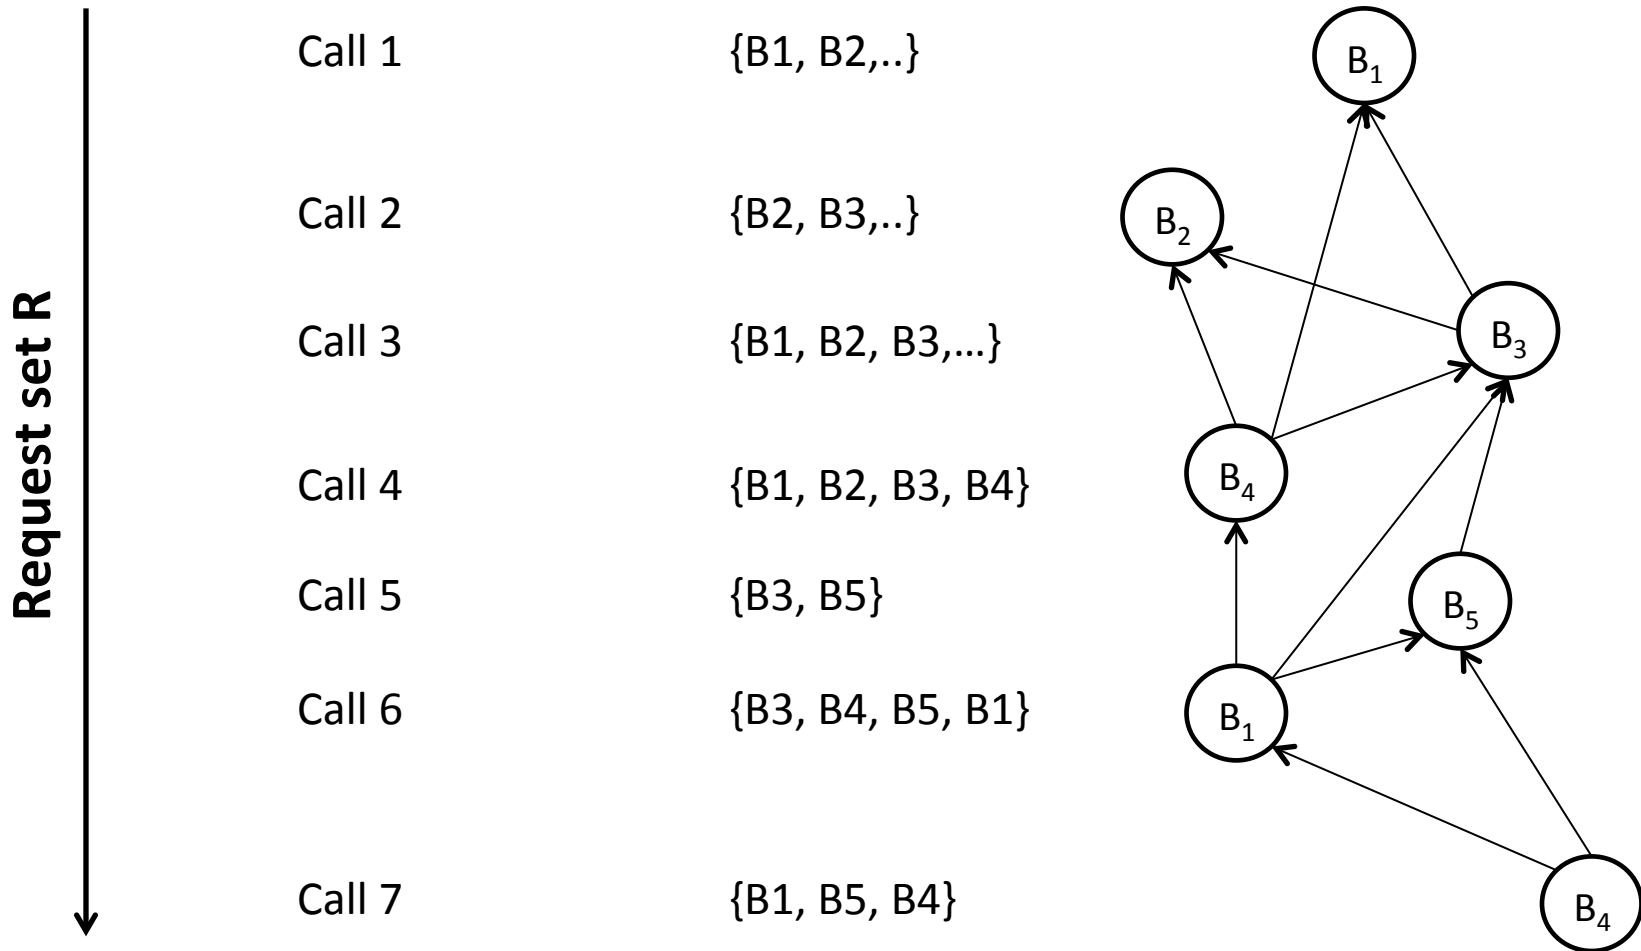 Request set R
Call 1 {B1, B2,..}
B1
Call 2 {B2, B3,..}
B2
Call 3 {B1, B2, B3,...}
B3
Call 4 {B1, B2, B3, B4}
B4
Call 5 {B3, B5}
B5
Call 6 {B3, B4, B5, B1}
B1
Call 7 {B1, B5, B4}
B4